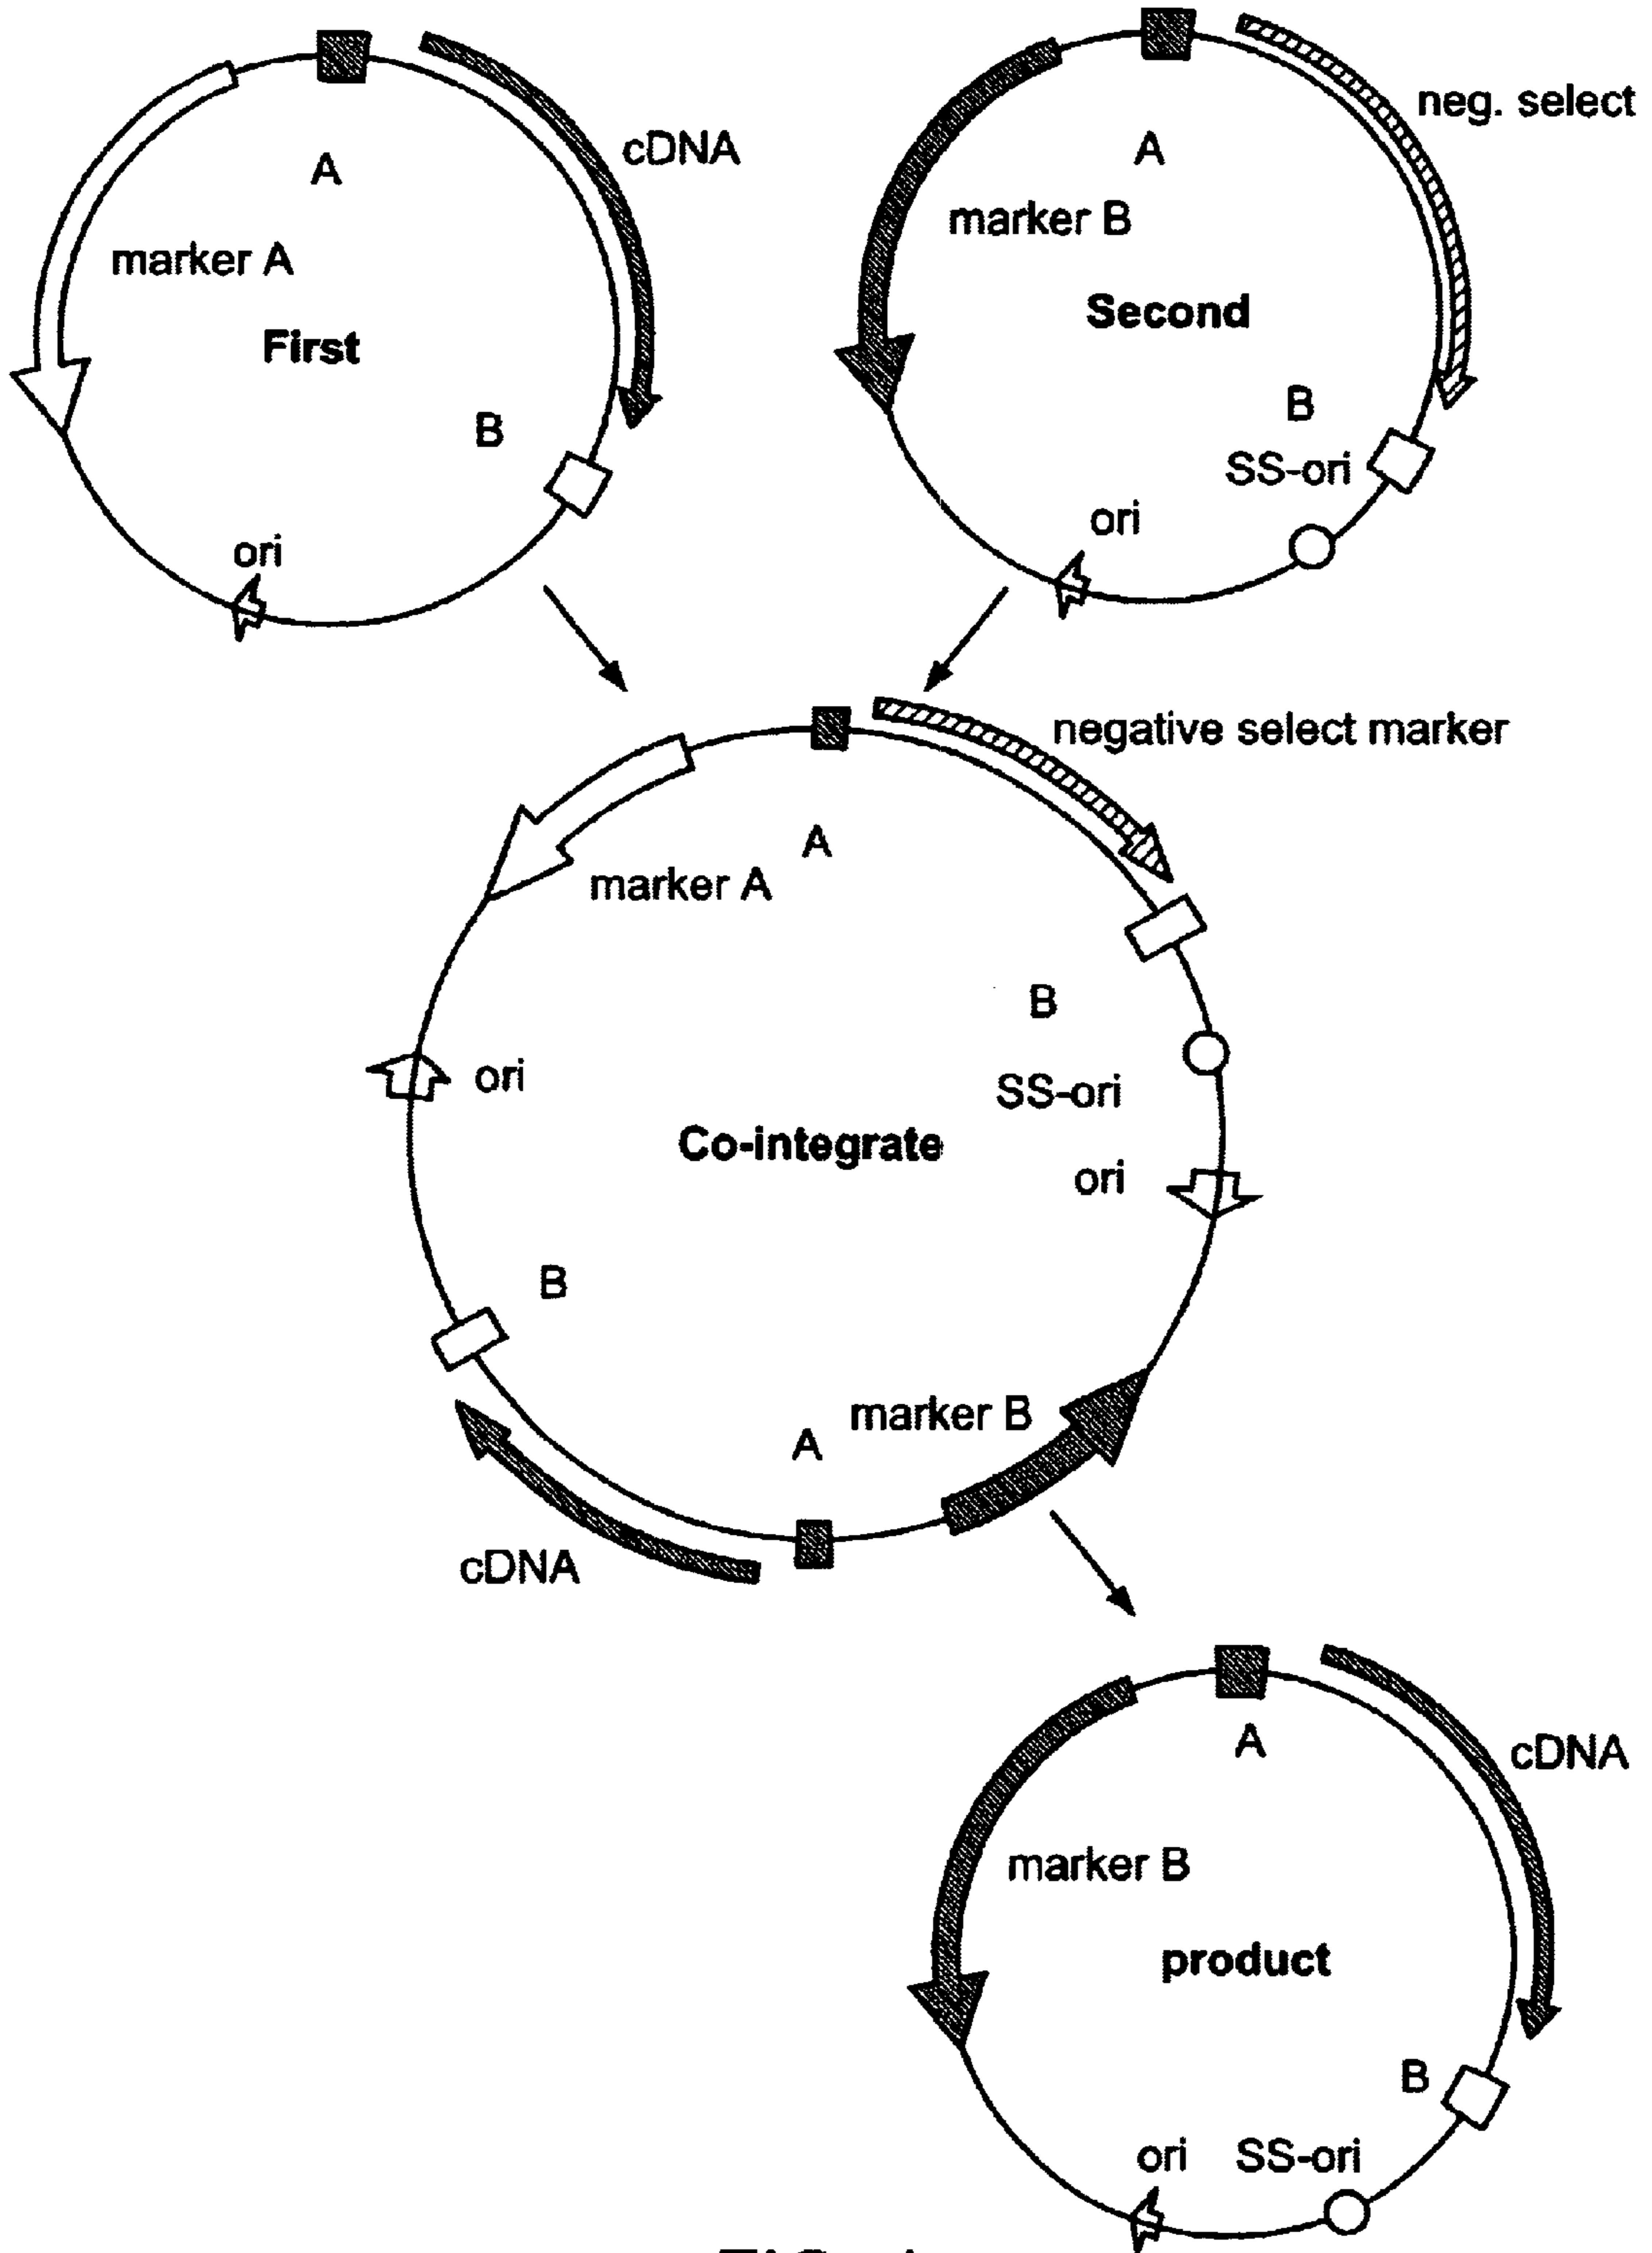 cDNA
A
marker A
First
B
ori
neg. select
A
marker B
Second
B
SS-ori
ori
negative select marker
A
marker A
B
ori
SS-ori
Co-integrate
ori
B
marker B
A
cDNA
A
cDNA
marker B
product
B
ori
SS-ori